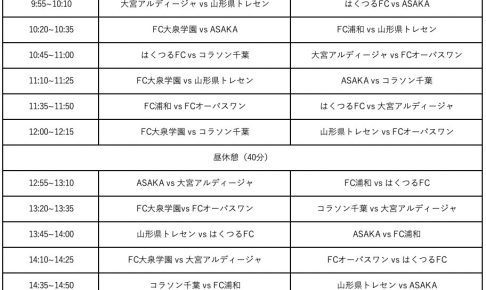 9:55~10:10 大宮アルディージャ vs 山形県トレセン はくつるFC vs ASAKA
10:20~10:35 FC大泉学園 vs ASAKA FC浦和 vs 山形県トレセン
10:45~11:00 はくつるFC vs コラソン千葉 大宮アルディージャ vs FCオーパスワン
11:10~11:25 FC大泉学園 vs 山形県トレセン ASAKA vs コラソン千葉
11:35~11:50 FC浦和 vs FCオーパスワン はくつるFC vs 大宮アルディージャ
12:00~12:15 FC大泉学園 vs コラソン千葉 山形県トレセン vs FCオーパスワン
昼休憩（40分）
12:55~13:10 ASAKA vs 大宮アルディージャ FC浦和 vs はくつるFC
13:20~13:35 FC大泉学園vs FCオーパスワン コラソン千葉 vs 大宮アルディージャ
13:45~14:00 山形県トレセン vs はくつるFC ASAKA vs FC浦和
14:10~14:25 FC大泉学園 vs 大宮アルディージャ FCオーパスワン vs はくつるFC
14:35~14:50 コラソン千葉 vs FC浦和 山形県トレセン vs ASAKA